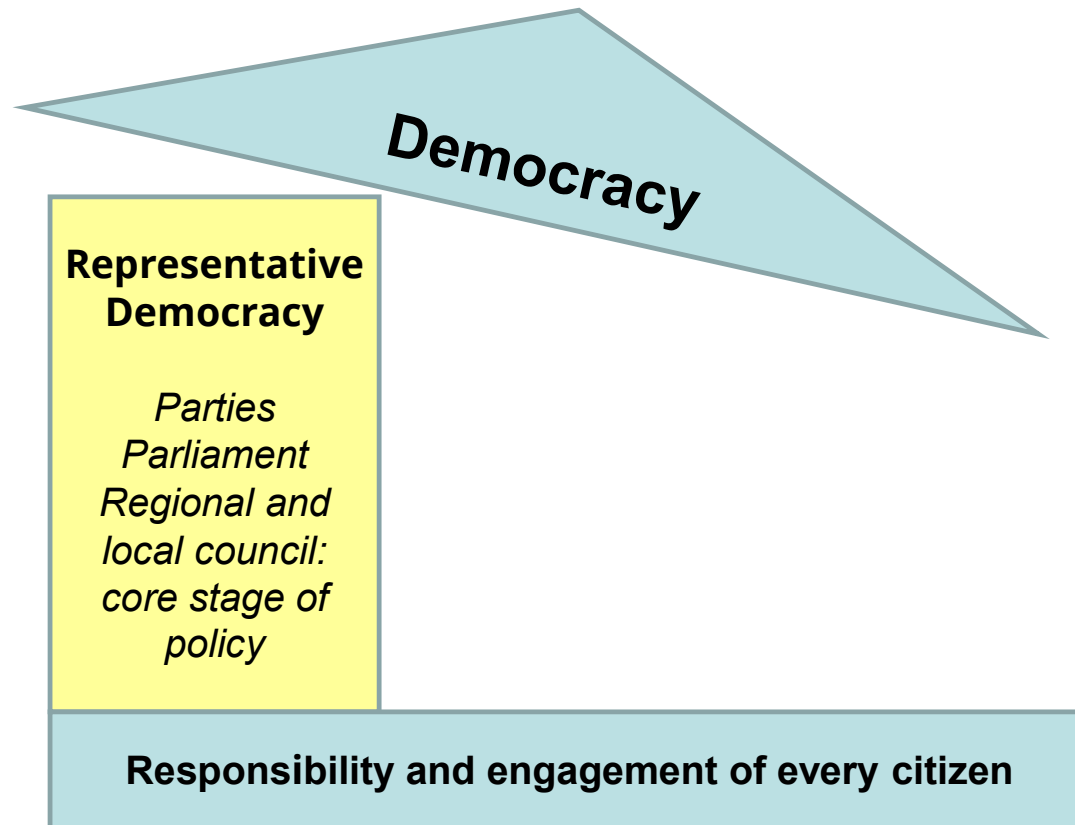 Democracy
Representative
Democracy
Parties
Parliament
Regional and
local council:
core stage of
policy
Responsibility and engagement of every citizen